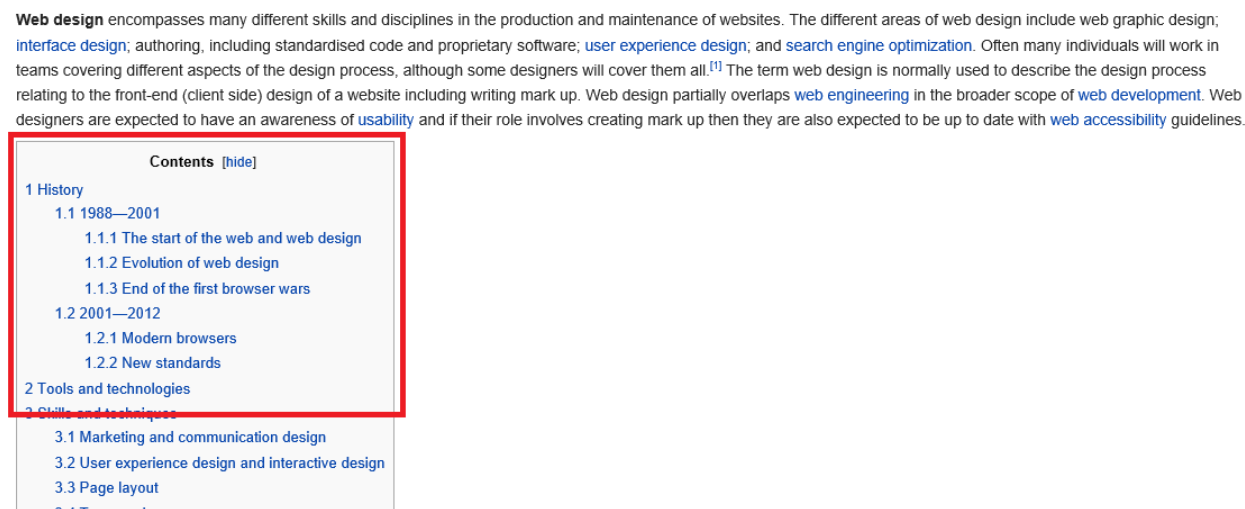 Web design encompasses many different skills and disciplines in the production and maintenance of websites. The different areas of web design include web graphic design;
interface design; authoring, including standardised code and proprietary software; user experience design; and search engine optimization. Often many individuals will work in
teams covering different aspects of the design process, although some designers will cover them all.[1] The term web design is normally used to describe the design process
relating to the front-end (client side) design of a website including writing mark up. Web design partially overlaps web engineering in the broader scope of web development. Web
designers are expected to have an awareness of usability and if their role involves creating mark up then they are also expected to be up to date with web accessibility guidelines.
Contents [hide]
1 History
1.1 1988—2001
1.1.1 The start of the web and web design
1.1.2 Evolution of web design
1.1.3 End of the first browser wars
1.2 2001—2012
1.2.1 Modern browsers
1.2.2 New standards
2 Tools and technologies
3 Skills and techniques
3.1 Marketing and communication design
3.2 User experience design and interactive design
3.3 Page layout